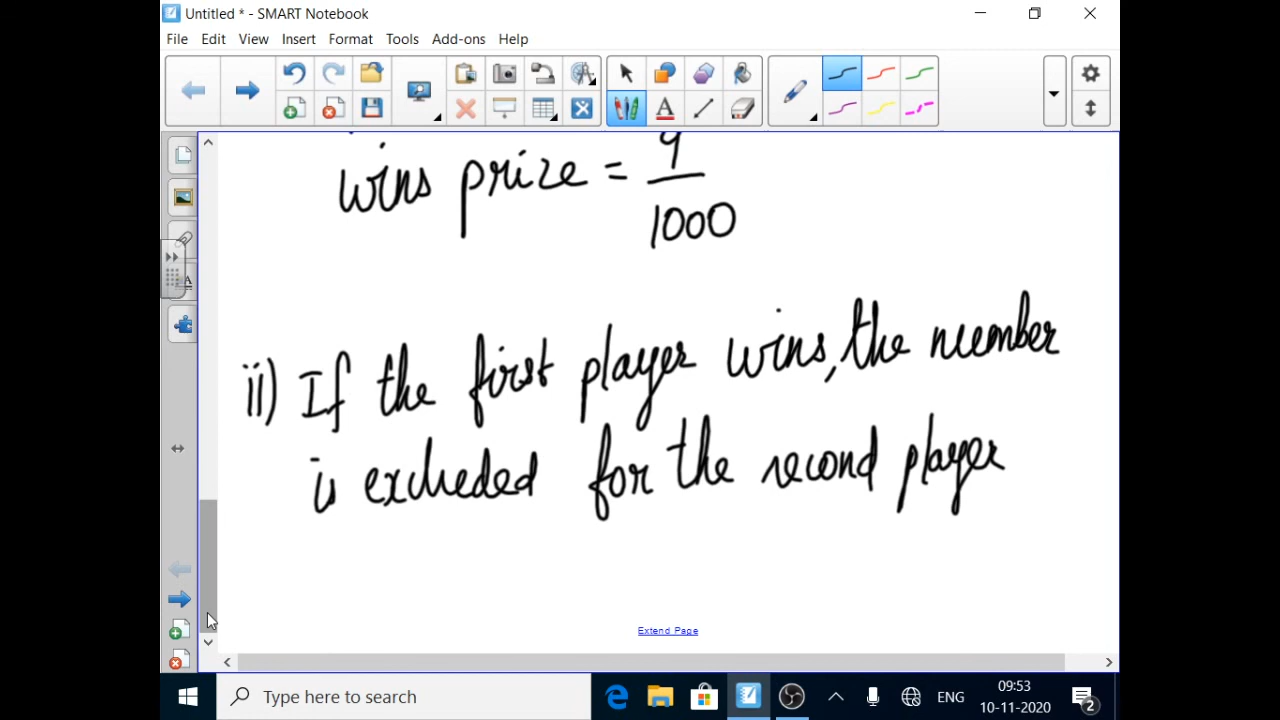 Untitled * - SMART Notebook
File Edit View Insert Format Tools Add-ons Help
wins prize = 9/1000
ii) If the first player wins, the number
is excluded for the second player
Extend Page
Type here to search
ENG
09:53
10-11-2020
2